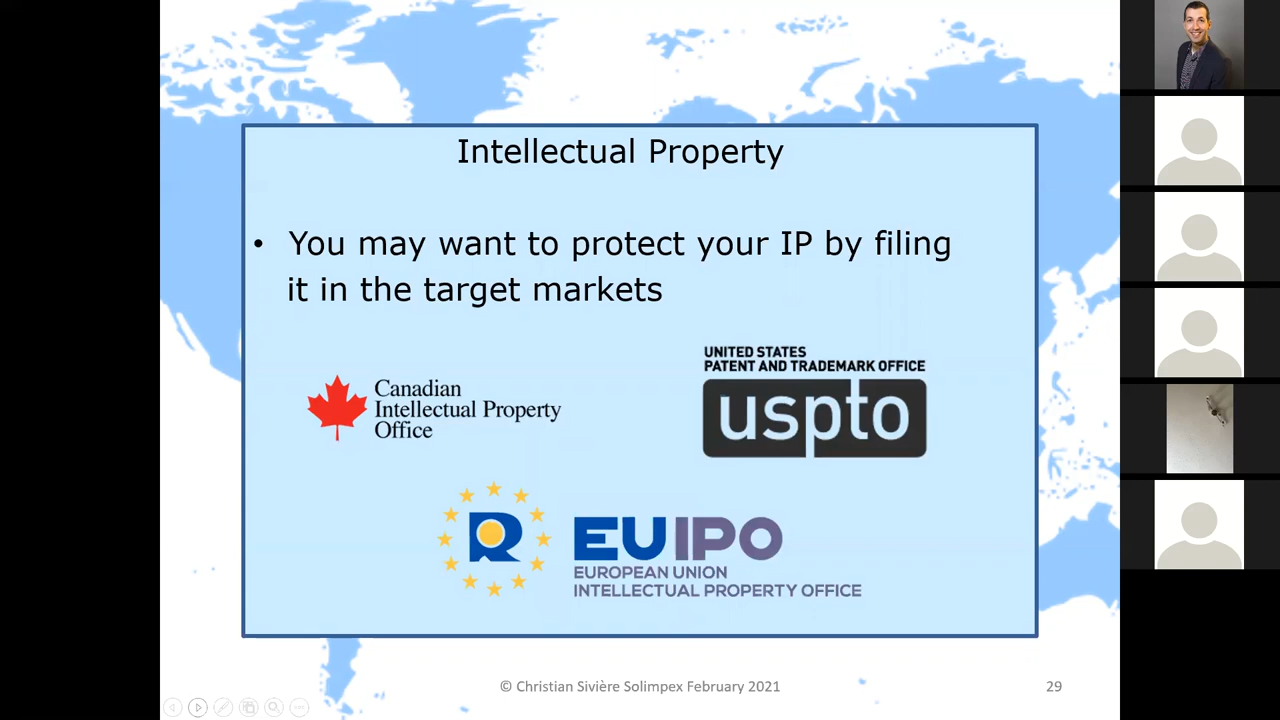 Intellectual Property
• You may want to protect your IP by filing
it in the target markets
Canadian
Intellectual Property
Office
UNITED STATES
PATENT AND TRADEMARK OFFICE
uspto
R
EUIPO
EUROPEAN UNION
INTELLECTUAL PROPERTY OFFICE
© Christian Sivière Solimpex February 2021
29